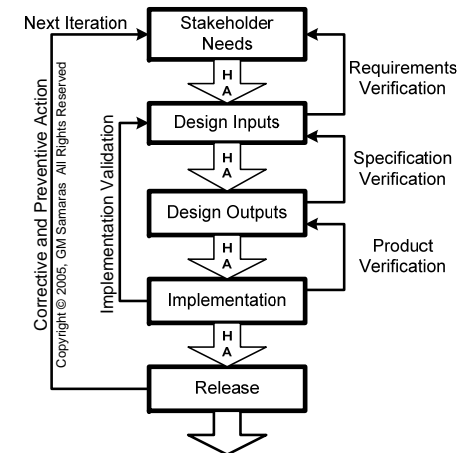 Next Iteration
Stakeholder
Needs
H
A
Requirements
Verification
Design Inputs
H
A
Specification
Verification
Design Outputs
H
A
Product
Verification
Implementation
H
A
Release
Corrective and Preventive Action
Copyright © 2005, GM Samaras All Rights Reserved
Implementation Validation